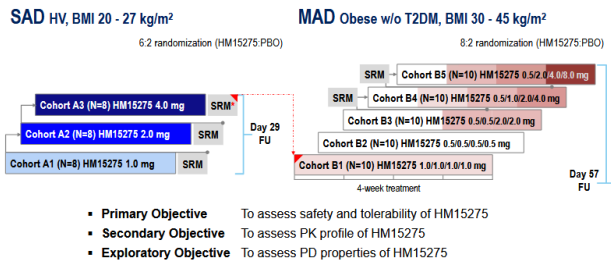 SAD HV, BMI 20 - 27 kg/m²
6:2 randomization (HM15275:PBO)
Cohort A3 (N=8) HM15275 4.0 mg
SRM*
Cohort A2 (N=8) HM15275 2.0 mg
SRM
Cohort A1 (N=8) HM15275 1.0 mg
SRM
Day 29
FU
MAD Obese w/o T2DM, BMI 30 - 45 kg/m²
8:2 randomization (HM15275:PBO)
SRM
Cohort B5 (N=10) HM15275 0.5/2.0/4.0/8.0 mg
SRM
Cohort B4 (N=10) HM15275 0.5/1.0/2.0/4.0 mg
Cohort B3 (N=10) HM15275 0.5/0.5/2.0/2.0 mg
Cohort B2 (N=10) HM15275 0.5/0.5/0.5/0.5 mg
Cohort B1 (N=10) HM15275 1.0/1.0/1.0/1.0 mg
4-week treatment
Day 57
FU
▪ Primary Objective To assess safety and tolerability of HM15275
▪ Secondary Objective To assess PK profile of HM15275
▪ Exploratory Objective To assess PD properties of HM15275